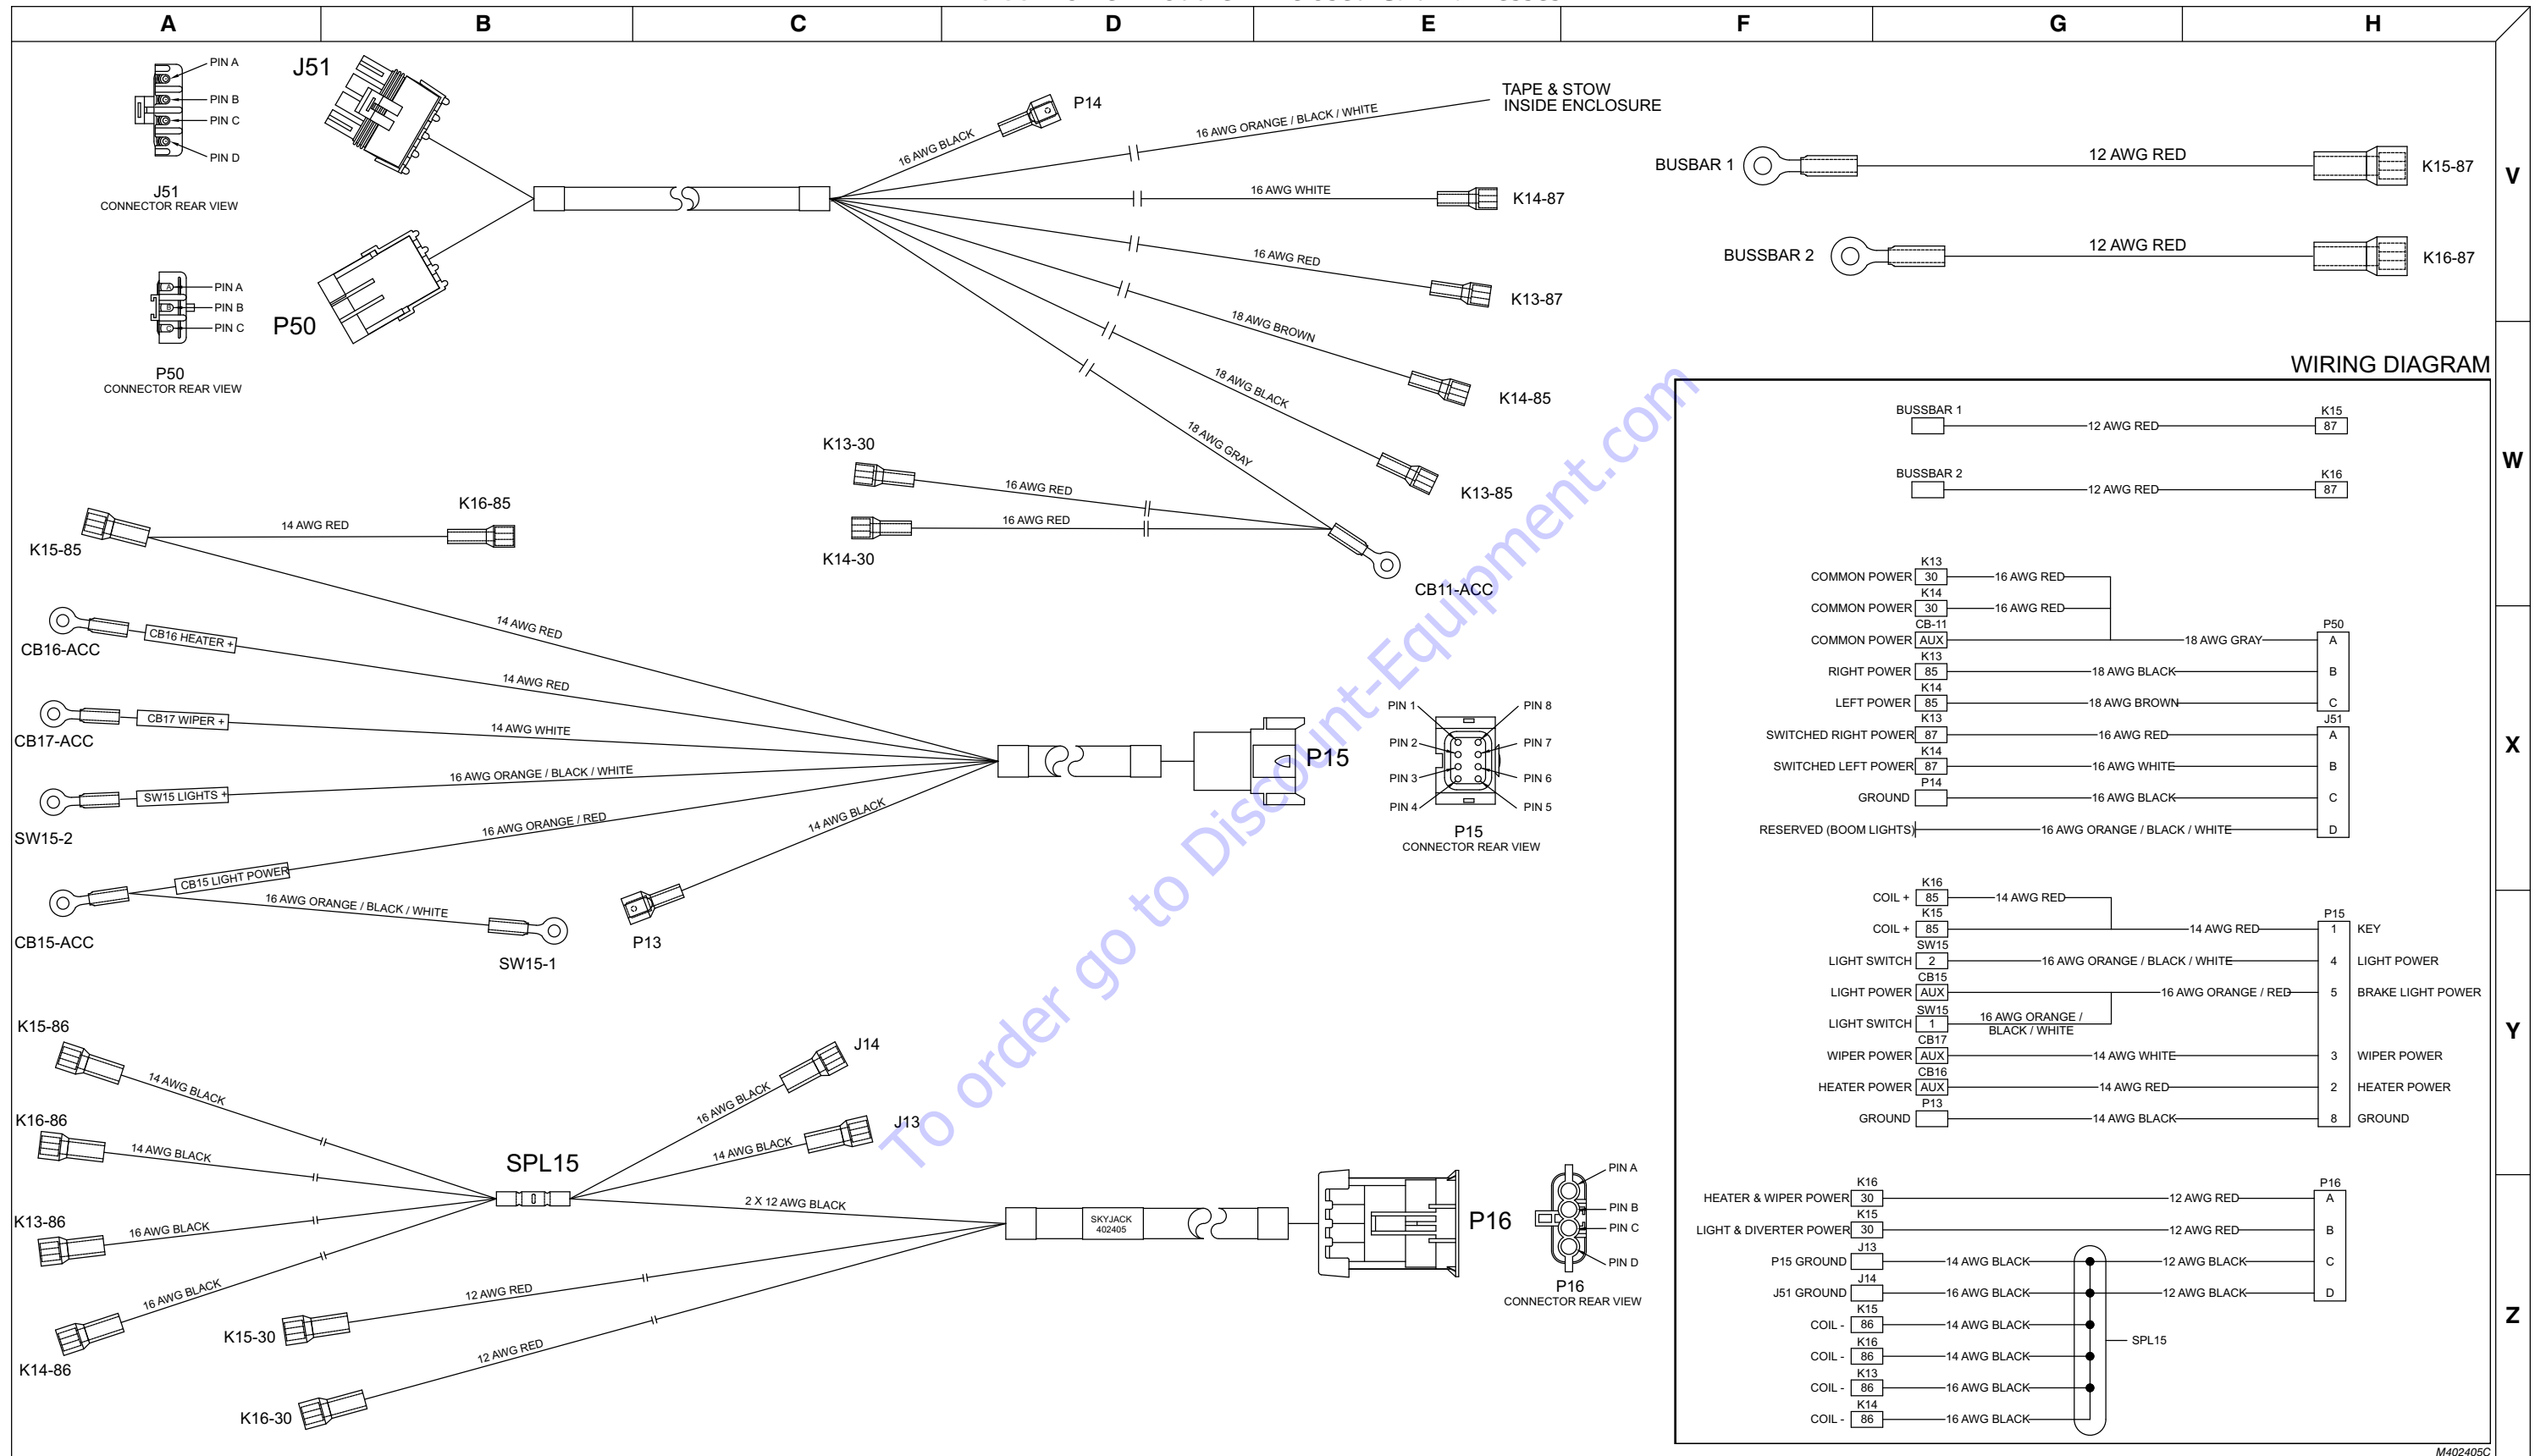 A B C D E F G H
PIN A
PIN B
PIN C
PIN D
J51
CONNECTOR REAR VIEW
J51
PIN A
PIN B
PIN C
P50
CONNECTOR REAR VIEW
P50
16 AWG BLACK
P14
16 AWG ORANGE / BLACK / WHITE
TAPE & STOW
INSIDE ENCLOSURE
16 AWG WHITE
K14-87
16 AWG RED
K13-87
18 AWG BROWN
K14-85
18 AWG BLACK
K13-85
18 AWG GRAY
K13-30
16 AWG RED
K14-30
16 AWG RED
CB11-ACC
BUSBAR 1
12 AWG RED
K15-87
BUSSBAR 2
12 AWG RED
K16-87
V
W
X
Y
Z
K15-85
14 AWG RED
K16-85
14 AWG RED
CB16-ACC
CB16 HEATER +
14 AWG RED
CB17-ACC
CB17 WIPER +
14 AWG WHITE
SW15-2
SW15 LIGHTS +
16 AWG ORANGE / BLACK / WHITE
CB15-ACC
CB15 LIGHT POWER
16 AWG ORANGE / RED
16 AWG ORANGE / BLACK / WHITE
SW15-1
14 AWG BLACK
P13
P15
PIN 1
PIN 2
PIN 3
PIN 4
PIN 8
PIN 7
PIN 6
PIN 5
P15
CONNECTOR REAR VIEW
K15-86
14 AWG BLACK
K16-86
14 AWG BLACK
K13-86
16 AWG BLACK
K14-86
16 AWG BLACK
SPL15
16 AWG BLACK
J14
14 AWG BLACK
J13
2 X 12 AWG BLACK
K15-30
12 AWG RED
K16-30
12 AWG RED
SKYJACK
402405
P16
PIN A
PIN B
PIN C
PIN D
P16
CONNECTOR REAR VIEW
WIRING DIAGRAM
BUSSBAR 1
12 AWG RED
K15
87
BUSSBAR 2
12 AWG RED
K16
87
K13
COMMON POWER 30 16 AWG RED
K14
COMMON POWER 30 16 AWG RED
CB-11 P50
COMMON POWER AUX 18 AWG GRAY A
K13
RIGHT POWER 85 18 AWG BLACK B
K14
LEFT POWER 85 18 AWG BROWN C
K13 J51
SWITCHED RIGHT POWER 87 16 AWG RED A
K14
SWITCHED LEFT POWER 87 16 AWG WHITE B
P14
GROUND 16 AWG BLACK C
RESERVED (BOOM LIGHTS) 16 AWG ORANGE / BLACK / WHITE D
K16
COIL + 85 14 AWG RED
K15 P15
COIL + 85 14 AWG RED 1 KEY
SW15
LIGHT SWITCH 2 16 AWG ORANGE / BLACK / WHITE 4 LIGHT POWER
CB15
LIGHT POWER AUX 16 AWG ORANGE / RED 5 BRAKE LIGHT POWER
SW15
LIGHT SWITCH 1 16 AWG ORANGE /
BLACK / WHITE
CB17
WIPER POWER AUX 14 AWG WHITE 3 WIPER POWER
CB16
HEATER POWER AUX 14 AWG RED 2 HEATER POWER
P13
GROUND 14 AWG BLACK 8 GROUND
K16 P16
HEATER & WIPER POWER 30 12 AWG RED A
K15
LIGHT & DIVERTER POWER 30 12 AWG RED B
J13
P15 GROUND 14 AWG BLACK 12 AWG BLACK C
J14
J51 GROUND 16 AWG BLACK 12 AWG BLACK D
K15
COIL - 86 14 AWG BLACK
SPL15
K16
COIL - 86 14 AWG BLACK
K13
COIL - 86 16 AWG BLACK
K14
COIL - 86 16 AWG BLACK
M402405C
To order go to Discount-Equipment.com